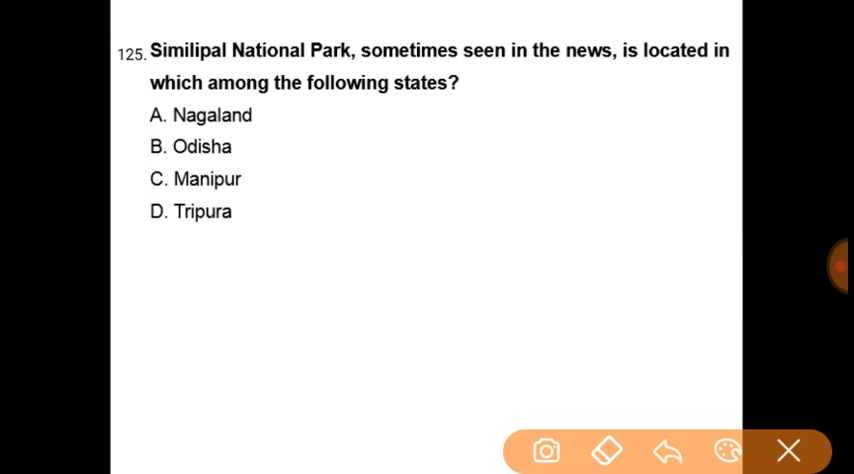 125. Similipal National Park, sometimes seen in the news, is located in
which among the following states?
A. Nagaland
B. Odisha
C. Manipur
D. Tripura